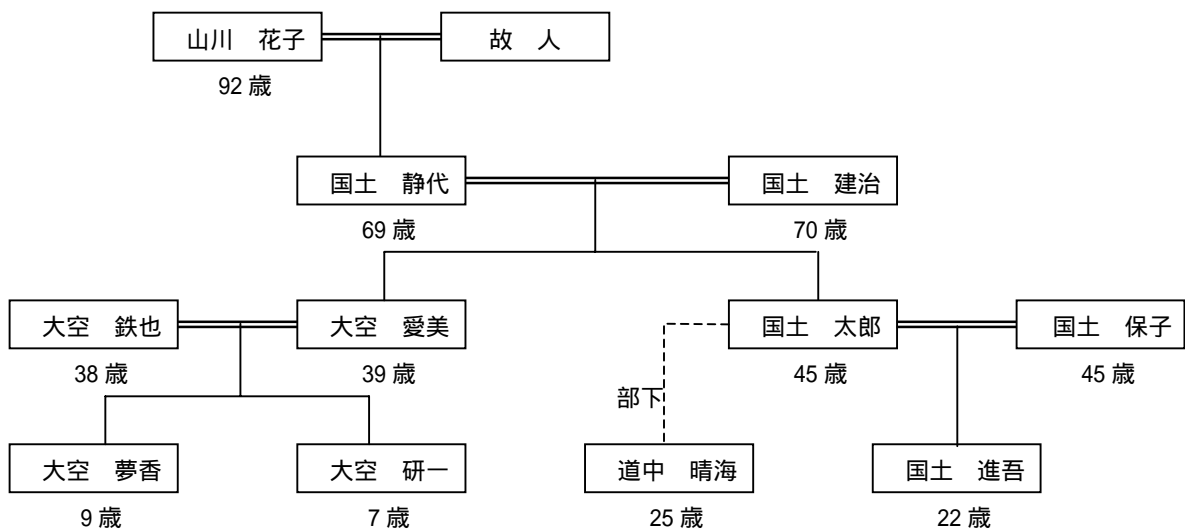 山川　花子　故　人
92 歳
国土　静代　国土　建治
69 歳　70 歳
大空　鉄也　大空　愛美　国土　太郎　国土　保子
38 歳　39 歳　45 歳　45 歳
部下
大空　夢香　大空　研一　道中　晴海　国土　進吾
9 歳　7 歳　25 歳　22 歳